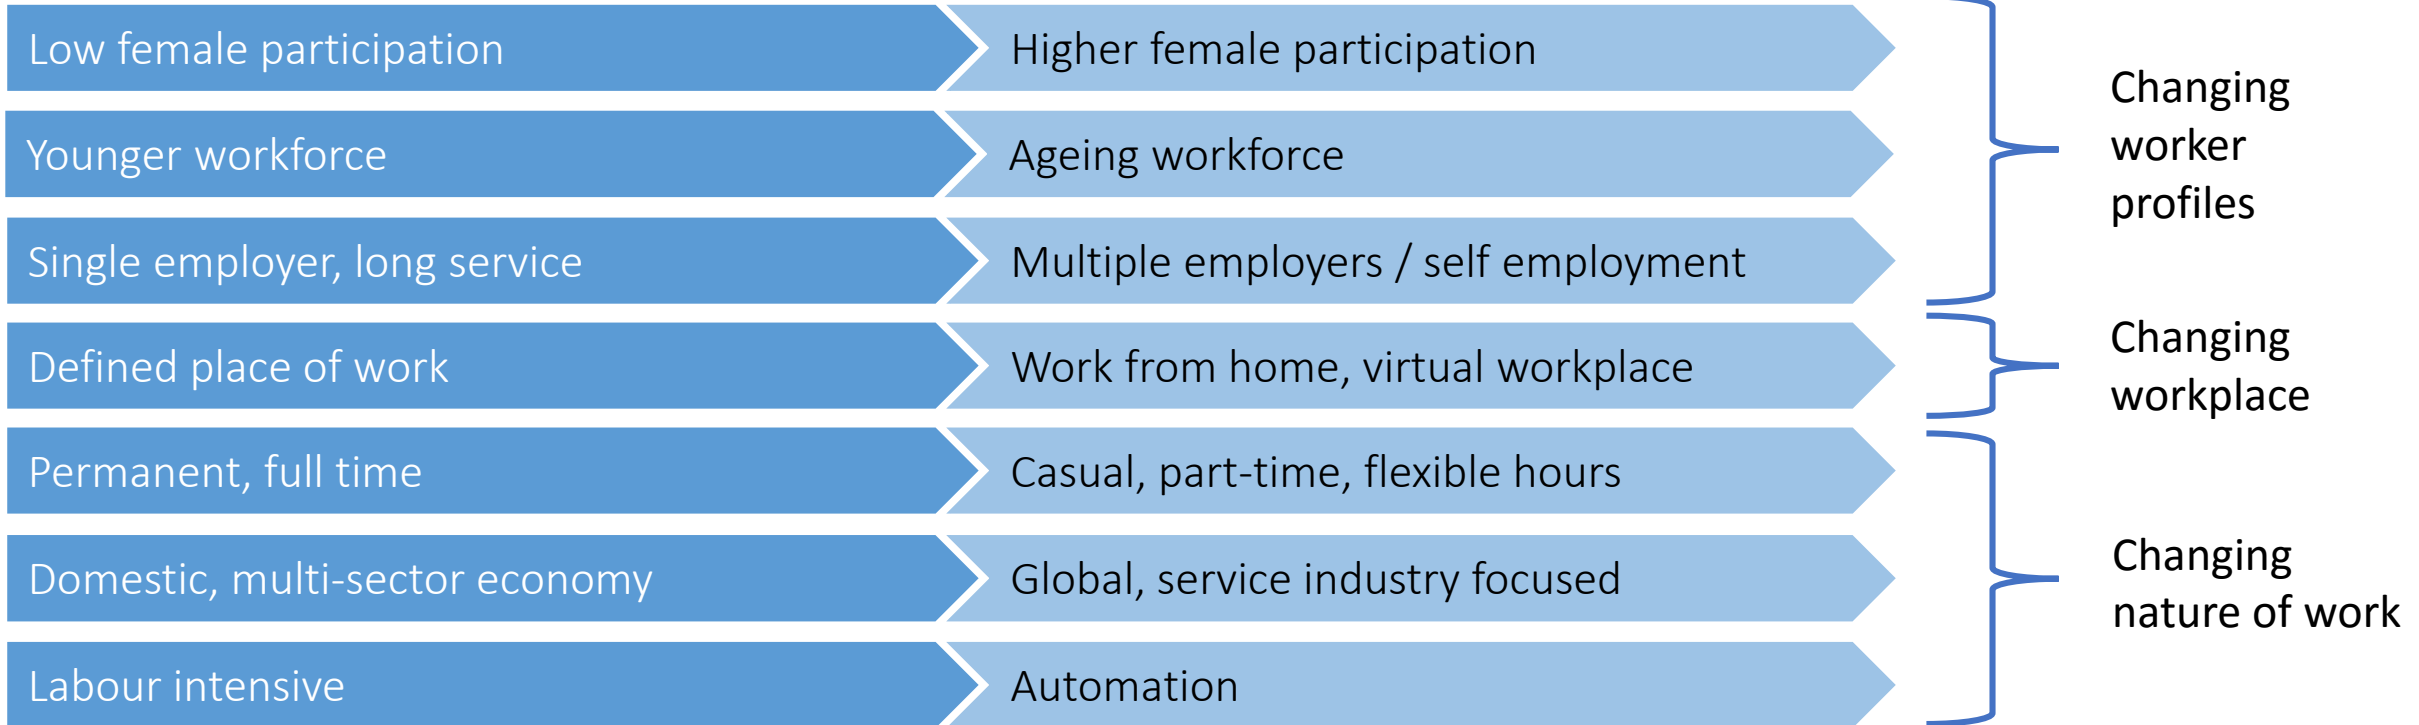 Low female participation
Higher female participation
Younger workforce
Ageing workforce
Single employer, long service
Multiple employers / self employment
Changing
worker
profiles
Defined place of work
Work from home, virtual workplace
Changing
workplace
Permanent, full time
Casual, part-time, flexible hours
Domestic, multi-sector economy
Global, service industry focused
Labour intensive
Automation
Changing
nature of work